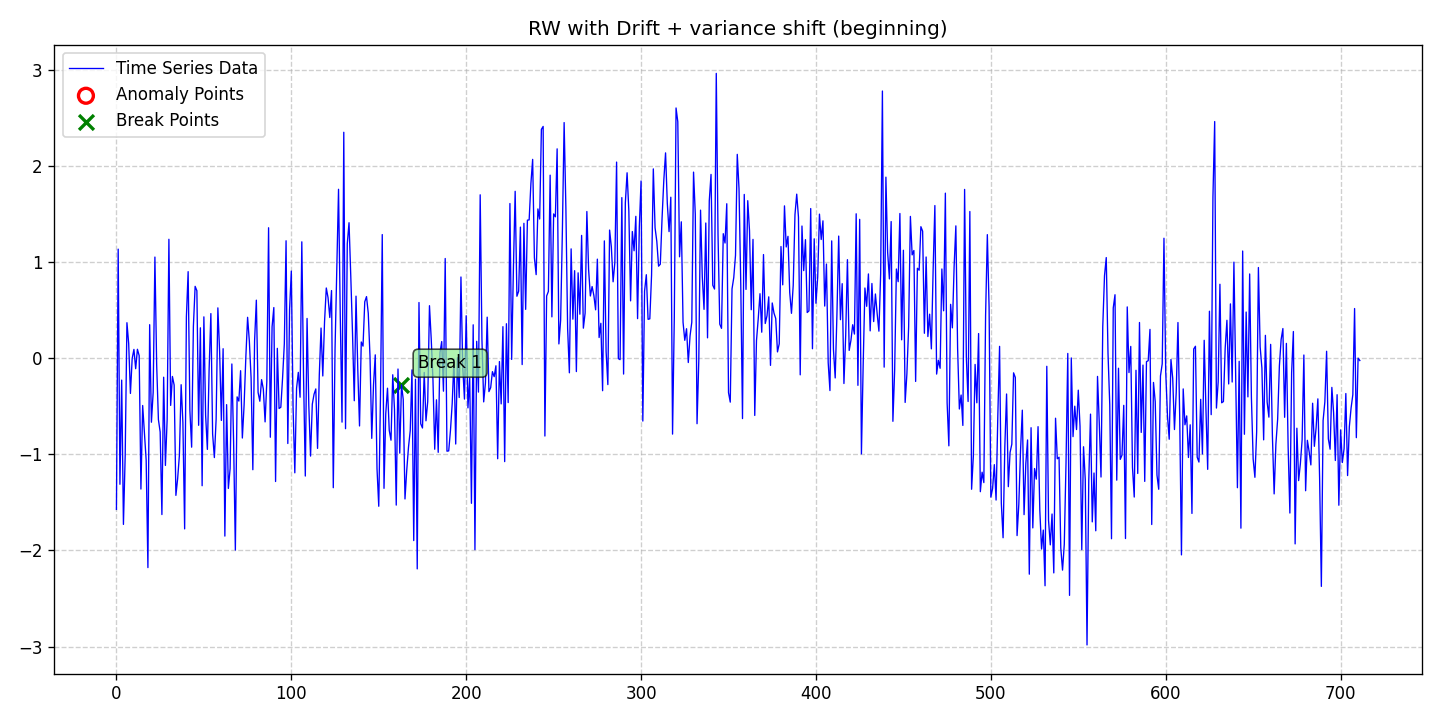 RW with Drift + variance shift (beginning)
Time Series Data
Anomaly Points
Break Points
Break 1
3
2
1
0
−1
−2
−3
0 100 200 300 400 500 600 700